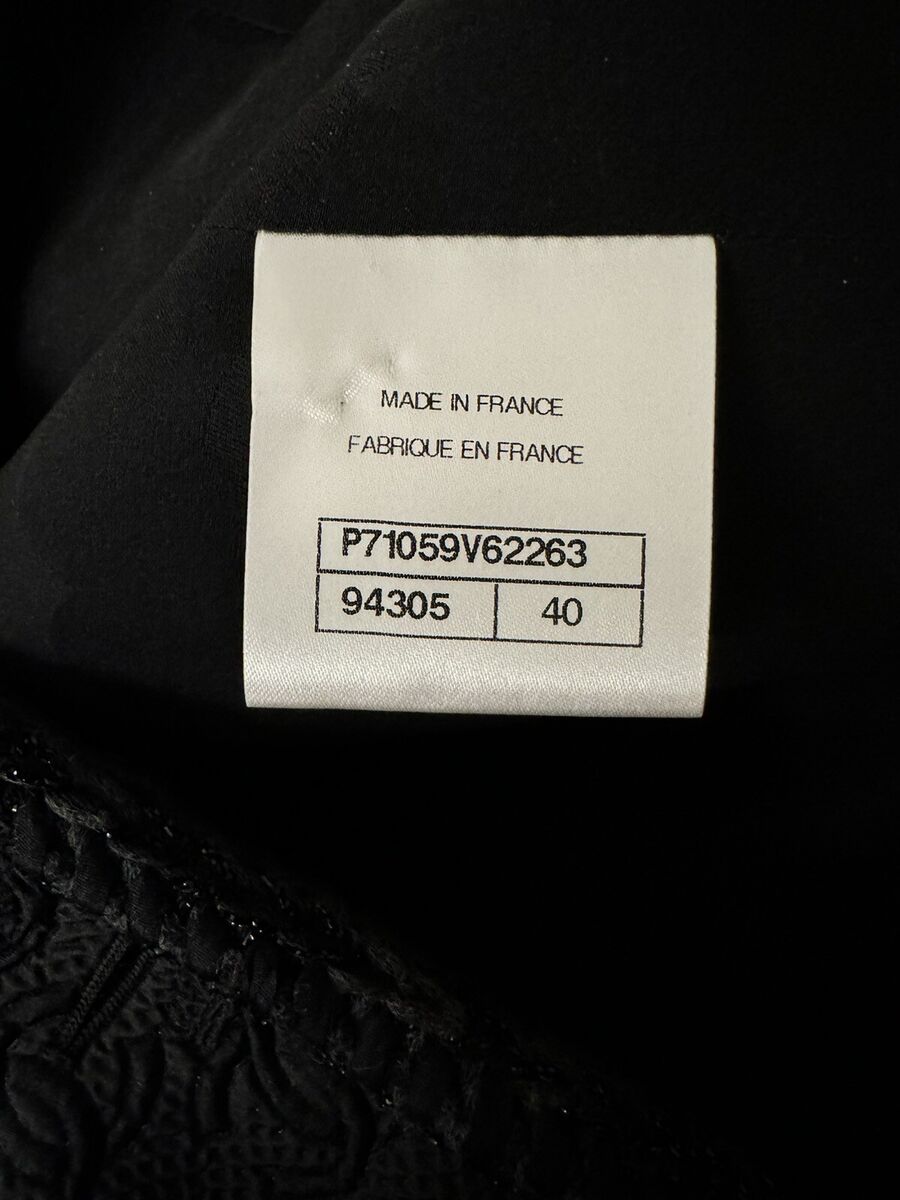 MADE IN FRANCE
FABRIQUE EN FRANCE
P71059V62263
94305 40